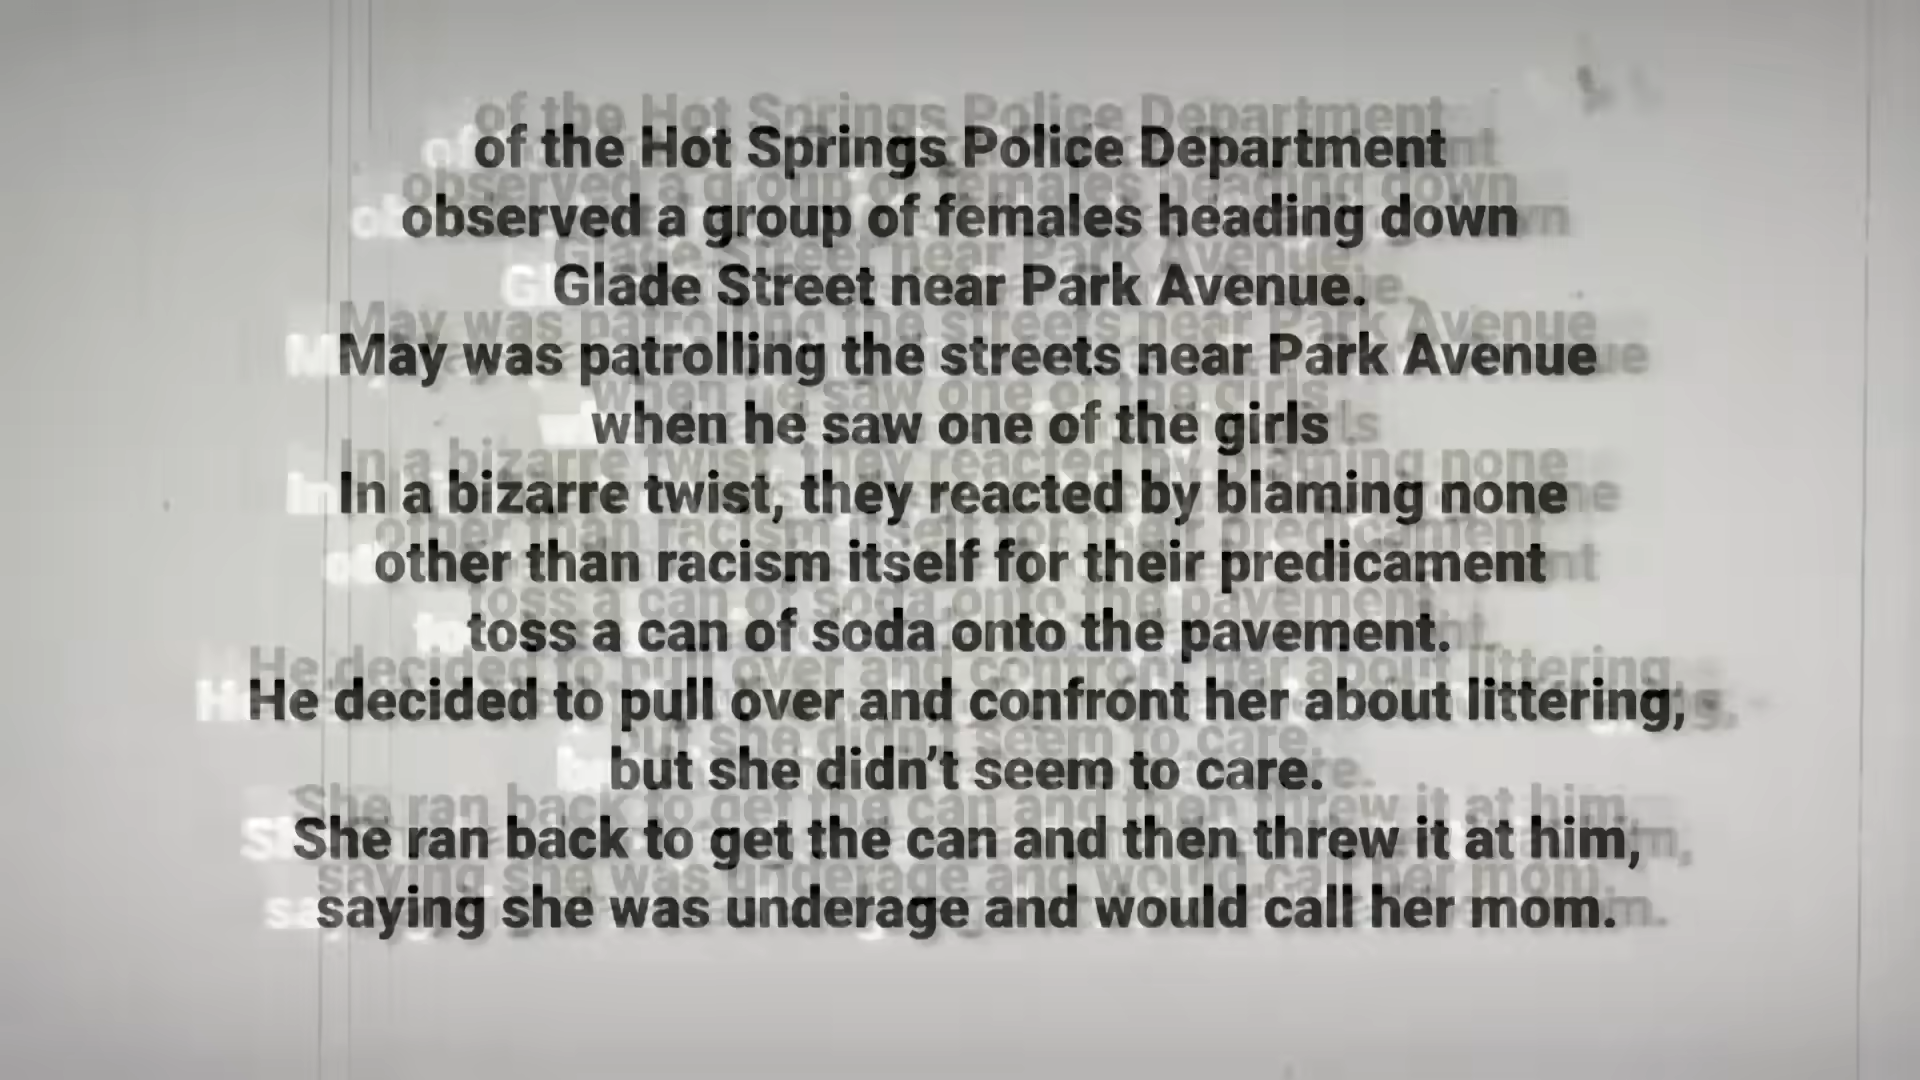 of the Hot Springs Police Department
observed a group of females heading down
Glade Street near Park Avenue.
May was patrolling the streets near Park Avenue
when he saw one of the girls
In a bizarre twist, they reacted by blaming none
other than racism itself for their predicament
toss a can of soda onto the pavement.
He decided to pull over and confront her about littering,
but she didn’t seem to care.
She ran back to get the can and then threw it at him,
saying she was underage and would call her mom.